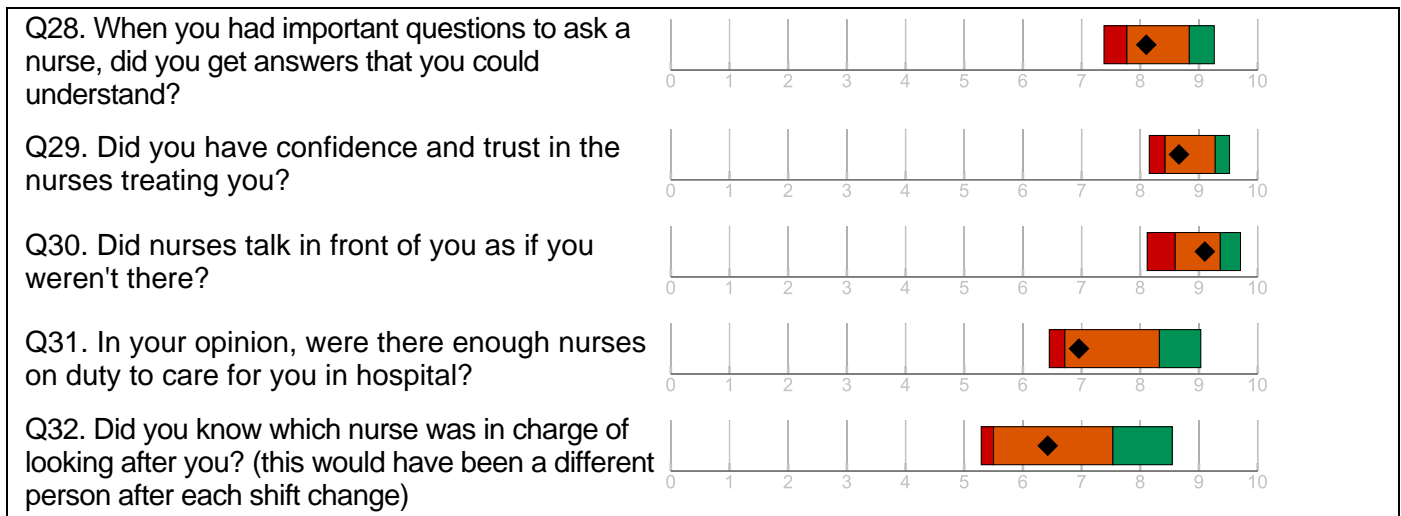 Q28. When you had important questions to ask a
nurse, did you get answers that you could
understand?
0 1 2 3 4 5 6 7 8 9 10
Q29. Did you have confidence and trust in the
nurses treating you?
0 1 2 3 4 5 6 7 8 9 10
Q30. Did nurses talk in front of you as if you
weren't there?
0 1 2 3 4 5 6 7 8 9 10
Q31. In your opinion, were there enough nurses
on duty to care for you in hospital?
0 1 2 3 4 5 6 7 8 9 10
Q32. Did you know which nurse was in charge of
looking after you? (this would have been a different
person after each shift change)
0 1 2 3 4 5 6 7 8 9 10